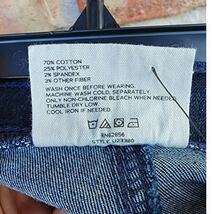 70% COTTON
25% POLYESTER
2% SPANDEX
3% OTHER FIBER
WASH ONCE BEFORE WEARING.
MACHINE WASH COLD, SEPARATELY
ONLY NON-CHLORINE BLEACH WHEN NEEDED
TUMBLE DRY LOW.
COOL IRON IF NEEDED.
RN62856
STYLE U23380